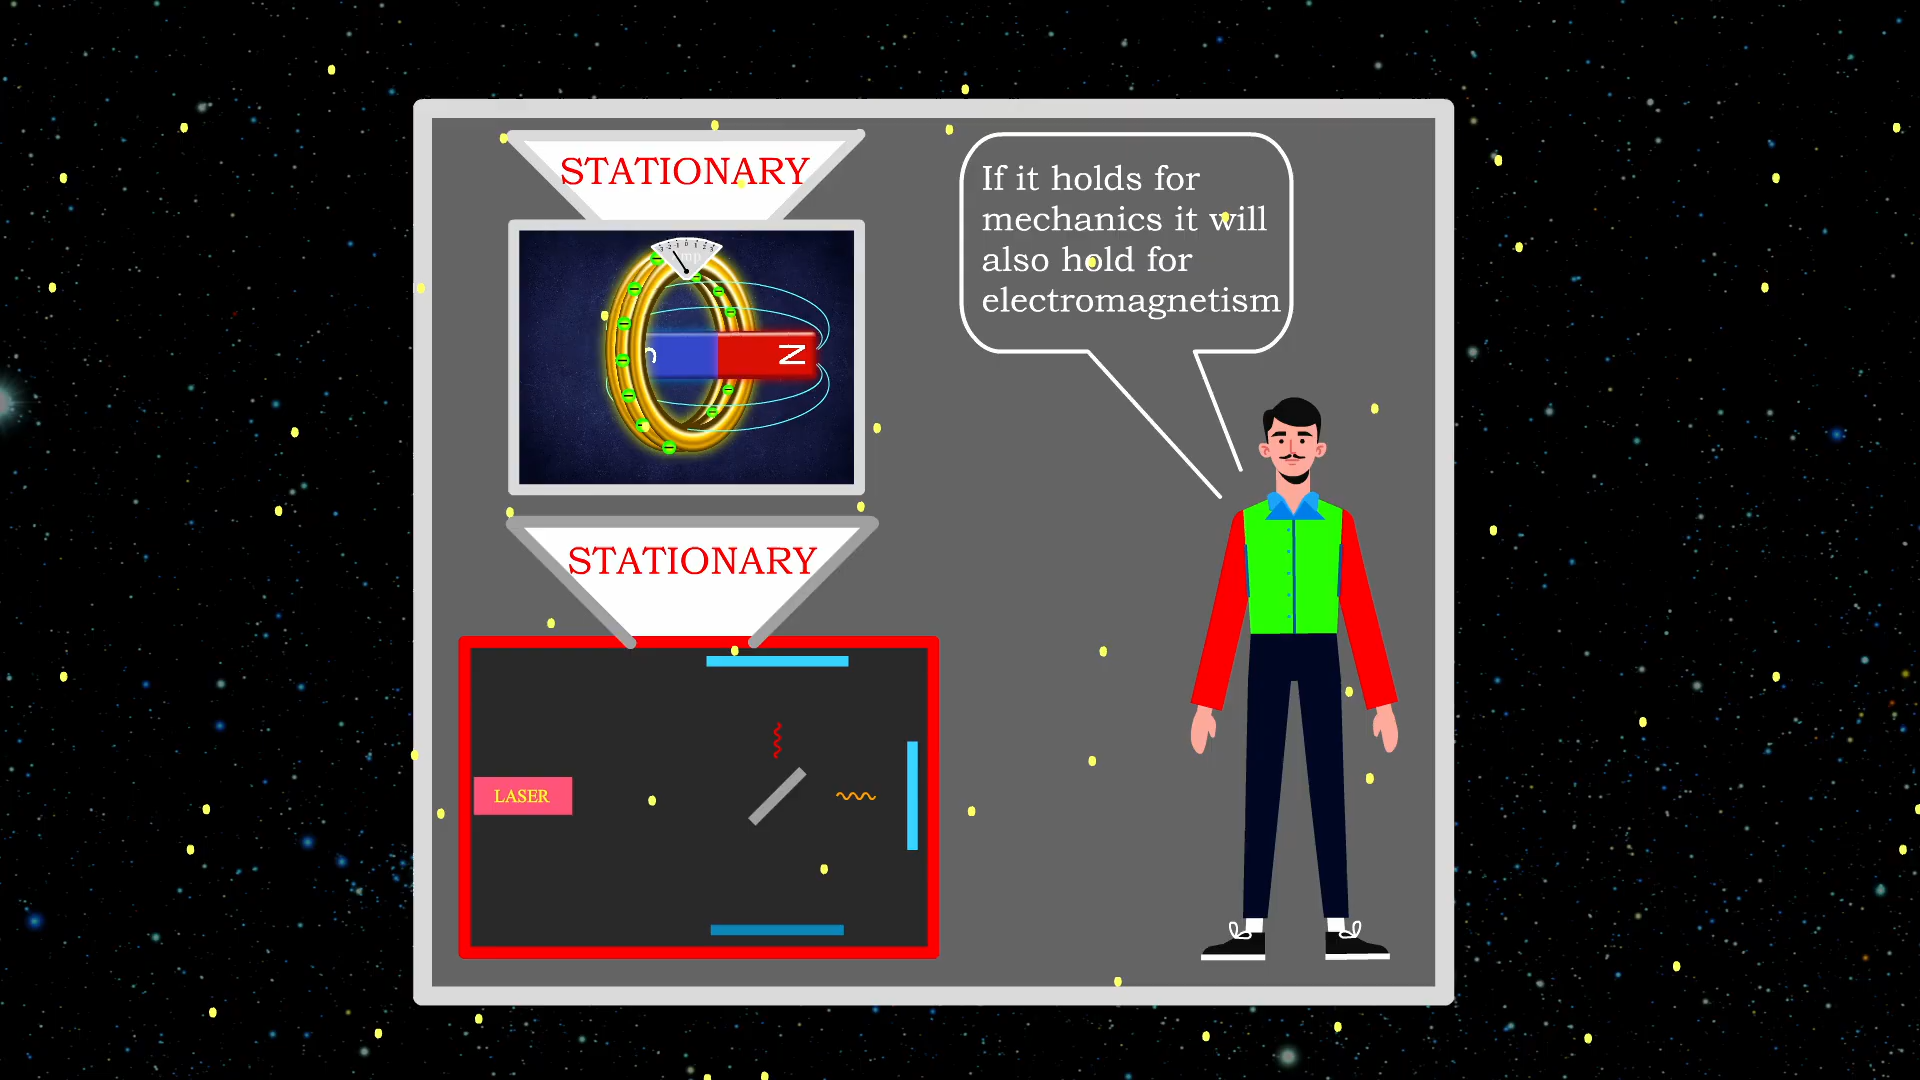 STATIONARY
If it holds for
mechanics it will
also hold for
electromagnetism
N
STATIONARY
LASER